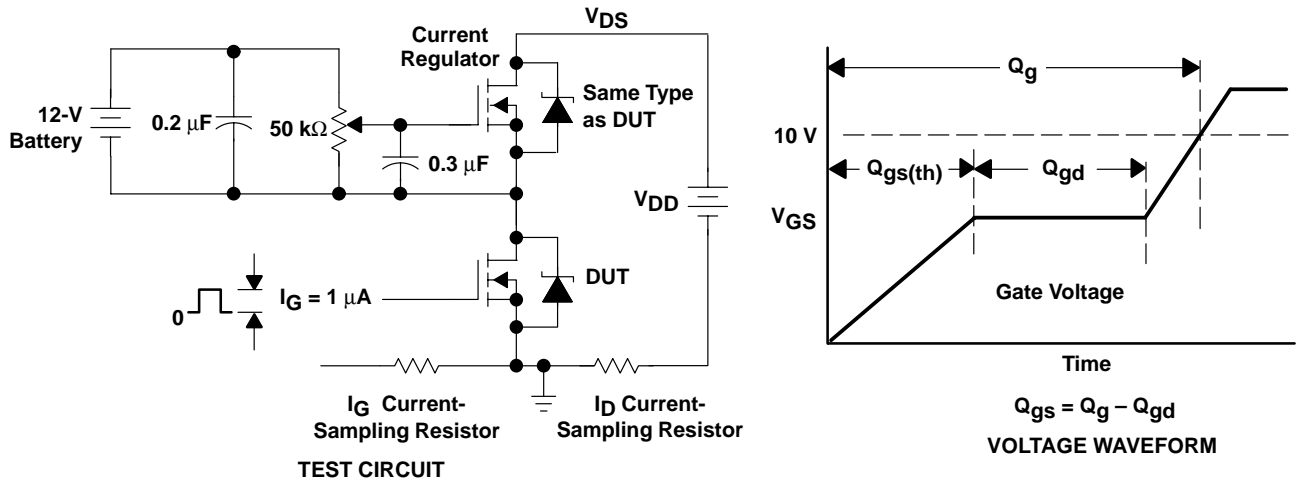 VDS
Current
Regulator
12-V
Battery
0.2 µF
50 kΩ
0.3 µF
Same Type
as DUT
VDD
DUT
0
IG = 1 µA
IG Current-
Sampling Resistor
ID Current-
Sampling Resistor
TEST CIRCUIT
Qg
10 V
Qgs(th)
Qgd
VGS
Gate Voltage
Time
Qgs = Qg – Qgd
VOLTAGE WAVEFORM